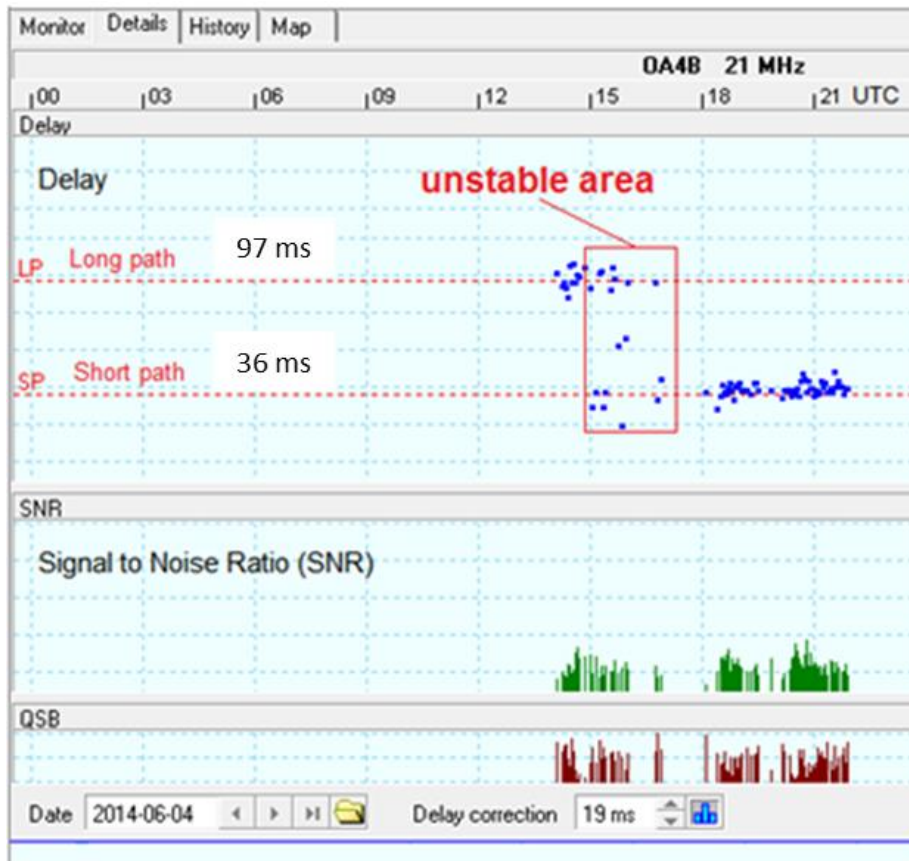 Monitor Details History Map
OA4B 21 MHz
00 03 06 09 12 15 18 21 UTC
Delay
Delay
unstable area
LP Long path 97 ms
SP Short path 36 ms
SNR
Signal to Noise Ratio (SNR)
QSB
Date 2014-06-04 Delay correction 19 ms